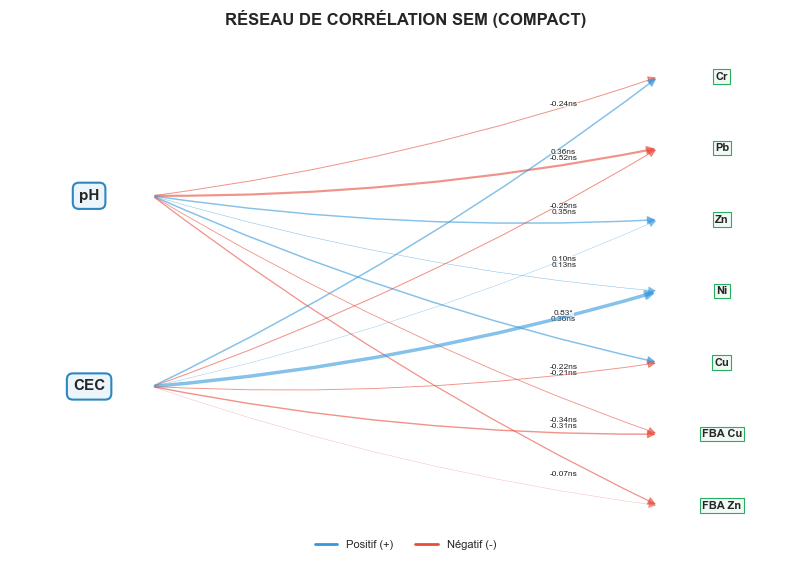 RÉSEAU DE CORRÉLATION SEM (COMPACT)
Cr
-0.24ns
Pb
0.36ns
-0.52ns
pH
-0.25ns
0.35ns
Zn
0.10ns
0.13ns
Ni
0.83*
0.36ns
Cu
-0.22ns
-0.21ns
CEC
-0.34ns
-0.31ns
FBA Cu
-0.07ns
FBA Zn
Positif (+)
Négatif (-)